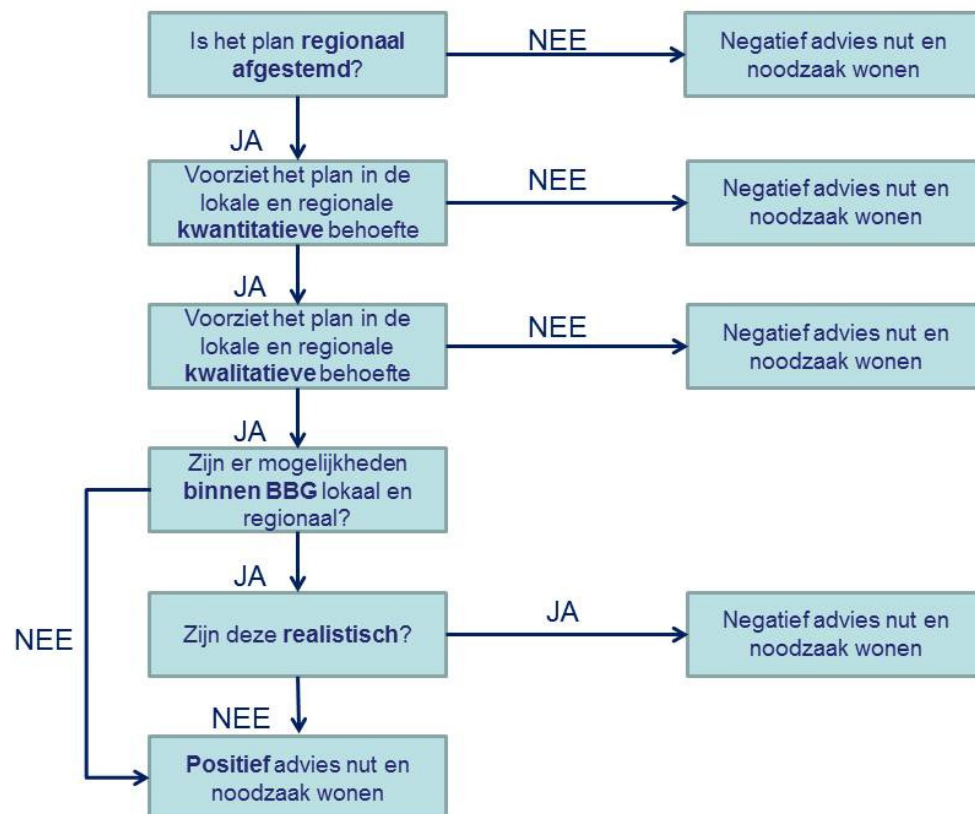 Is het plan regionaal
afgestemd?
NEE
Negatief advies nut en
noodzaak wonen
JA
Voorziet het plan in de
lokale en regionale
kwantitatieve behoefte
NEE
Negatief advies nut en
noodzaak wonen
JA
Voorziet het plan in de
lokale en regionale
kwalitatieve behoefte
NEE
Negatief advies nut en
noodzaak wonen
JA
Zijn er mogelijkheden
binnen BBG lokaal en
regionaal?
JA
NEE
Zijn deze realistisch?
JA
Negatief advies nut en
noodzaak wonen
NEE
Positief advies nut en
noodzaak wonen